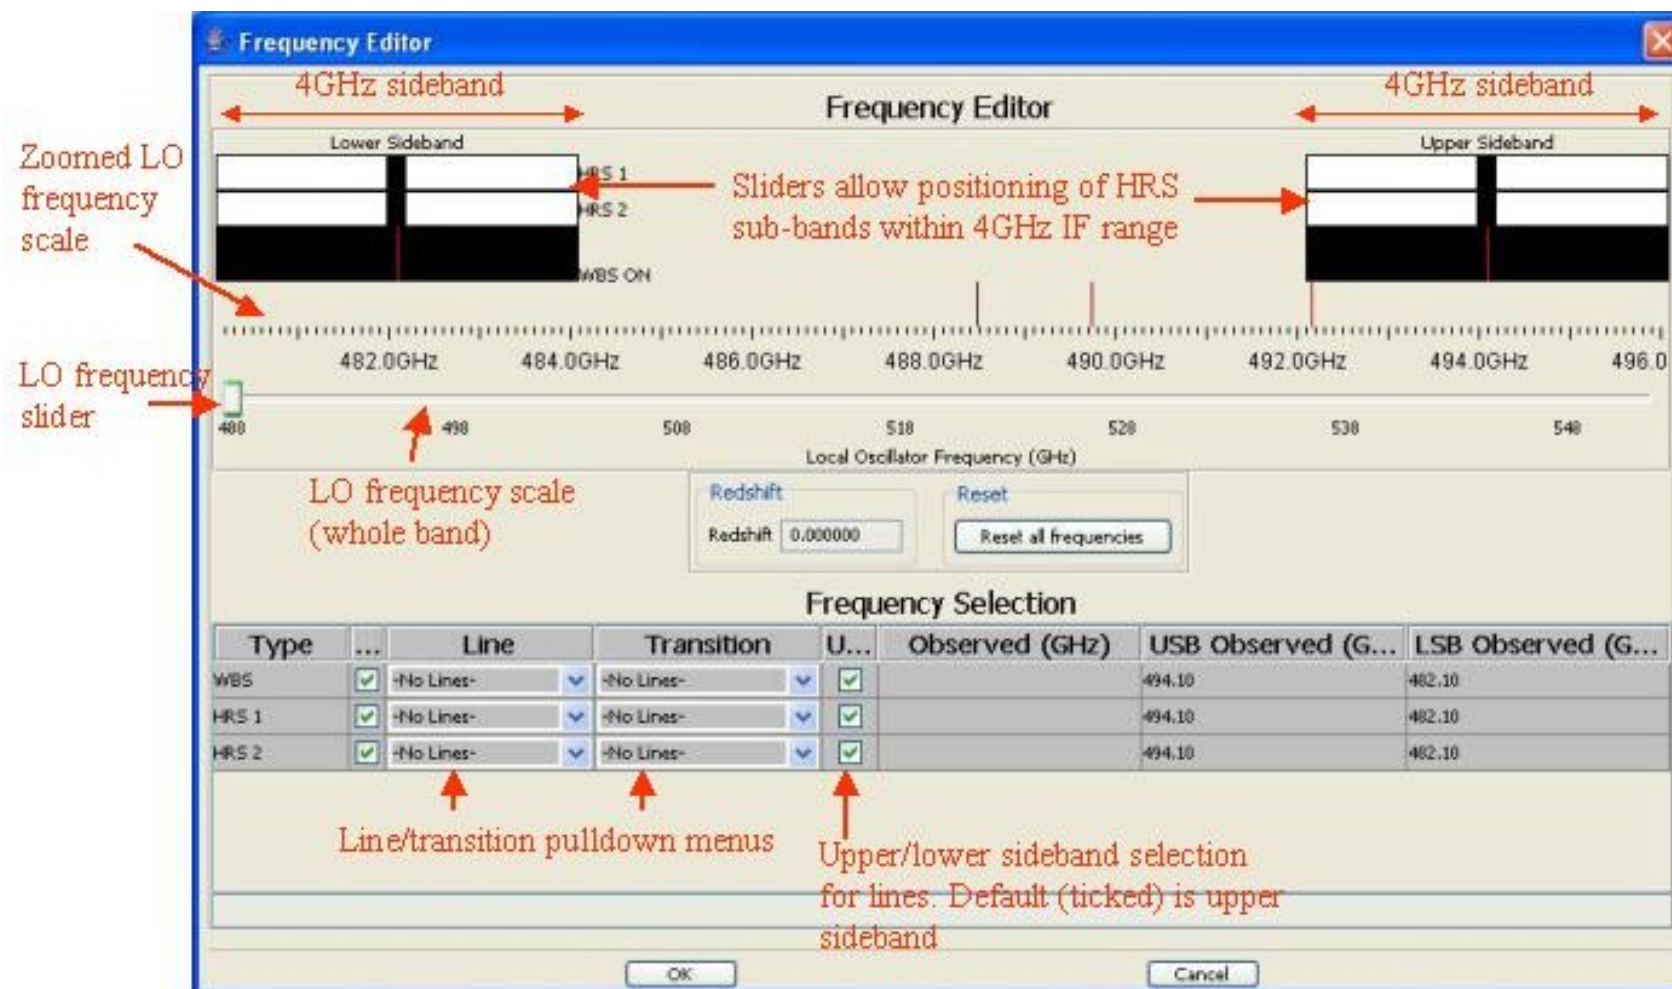 Frequency Editor
4GHz sideband
4GHz sideband
Frequency Editor
Lower Sideband
Upper Sideband
Zoomed LO
frequency
scale
HRS 1
HRS 2
WBS ON
Sliders allow positioning of HRS
sub-bands within 4GHz IF range
482.0GHz 484.0GHz 486.0GHz 488.0GHz 490.0GHz 492.0GHz 494.0GHz 496.0
LO frequency
slider
488 498 508 518 528 538 548
Local Oscillator Frequency (GHz)
LO frequency scale
(whole band)
Redshift
Redshift 0.000000
Reset
Reset all frequencies
Frequency Selection
Type ... Line Transition U... Observed (GHz) USB Observed (G... LSB Observed (G...
WBS -No Lines- -No Lines- 494.10 482.10
HRS 1 -No Lines- -No Lines- 494.10 482.10
HRS 2 -No Lines- -No Lines- 494.10 482.10
Line/transition pulldown menus
Upper/lower sideband selection
for lines. Default (ticked) is upper
sideband
OK
Cancel